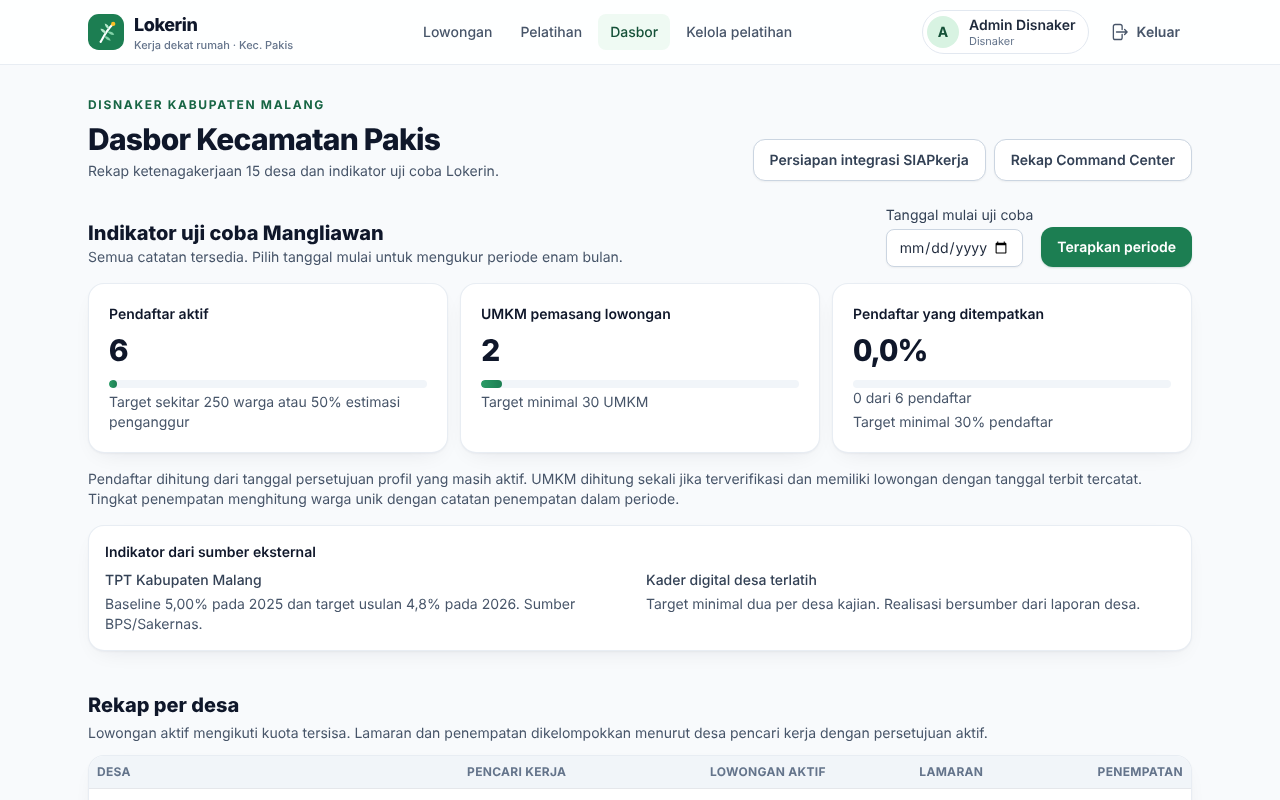 Lokerin
Kerja dekat rumah · Kec. Pakis
Lowongan
Pelatihan
Dasbor
Kelola pelatihan
A
Admin Disnaker
Disnaker
Keluar
DISNAKER KABUPATEN MALANG
Dasbor Kecamatan Pakis
Rekap ketenagakerjaan 15 desa dan indikator uji coba Lokerin.
Persiapan integrasi SIAPkerja
Rekap Command Center
Indikator uji coba Mangliawan
Semua catatan tersedia. Pilih tanggal mulai untuk mengukur periode enam bulan.
Tanggal mulai uji coba
mm/dd/yyyy
Terapkan periode
Pendaftar aktif
6
Target sekitar 250 warga atau 50% estimasi
penganggur
UMKM pemasang lowongan
2
Target minimal 30 UMKM
Pendaftar yang ditempatkan
0,0%
0 dari 6 pendaftar
Target minimal 30% pendaftar
Pendaftar dihitung dari tanggal persetujuan profil yang masih aktif. UMKM dihitung sekali jika terverifikasi dan memiliki lowongan dengan tanggal terbit tercatat.
Tingkat penempatan menghitung warga unik dengan catatan penempatan dalam periode.
Indikator dari sumber eksternal
TPT Kabupaten Malang
Baseline 5,00% pada 2025 dan target usulan 4,8% pada 2026. Sumber
BPS/Sakernas.
Kader digital desa terlatih
Target minimal dua per desa kajian. Realisasi bersumber dari laporan desa.
Rekap per desa
Lowongan aktif mengikuti kuota tersisa. Lamaran dan penempatan dikelompokkan menurut desa pencari kerja dengan persetujuan aktif.
DESA PENCARI KERJA LOWONGAN AKTIF LAMARAN PENEMPATAN